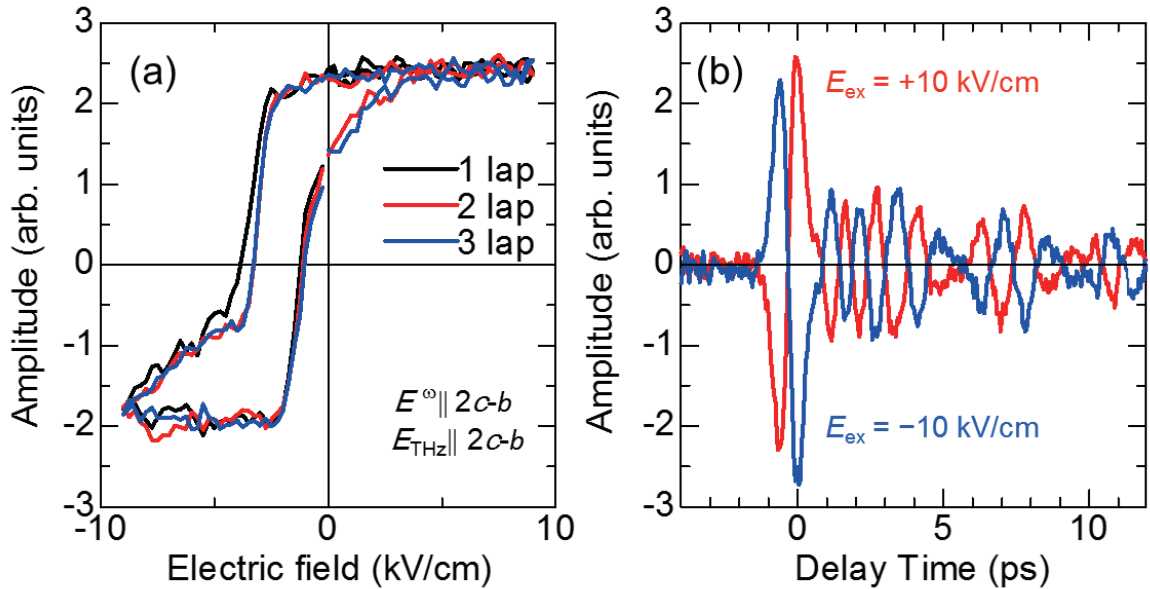 (a)
3
2
1
0
-1
-2
-3
Amplitude (arb. units)
1 lap
2 lap
3 lap
E^ω || 2c-b
E_THz || 2c-b
-10
0
10
Electric field (kV/cm)
(b)
3
2
1
0
-1
-2
-3
Amplitude (arb. units)
E_ex = +10 kV/cm
E_ex = −10 kV/cm
0
5
10
Delay Time (ps)